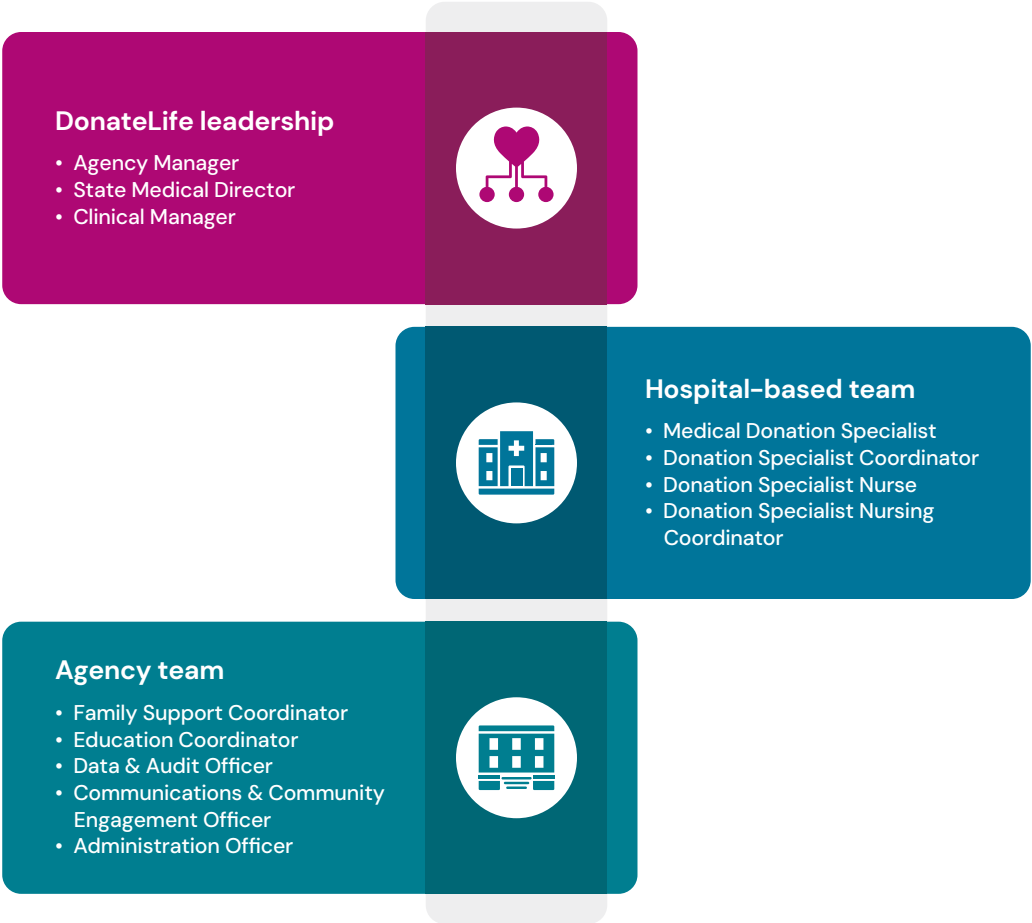 DonateLife leadership
• Agency Manager
• State Medical Director
• Clinical Manager
Hospital-based team
• Medical Donation Specialist
• Donation Specialist Coordinator
• Donation Specialist Nurse
• Donation Specialist Nursing
Coordinator
Agency team
• Family Support Coordinator
• Education Coordinator
• Data & Audit Officer
• Communications & Community
Engagement Officer
• Administration Officer